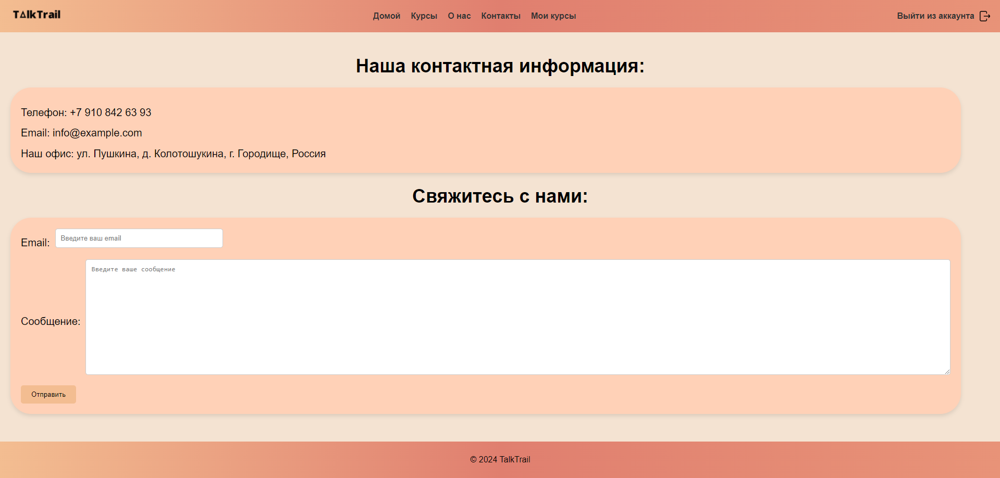 TalkTrail
Домой Курсы О нас Контакты Мои курсы
Выйти из аккаунта
Наша контактная информация:
Телефон: +7 910 842 63 93
Email: info@example.com
Наш офис: ул. Пушкина, д. Колотошукина, г. Городище, Россия
Свяжитесь с нами:
Email: Введите ваш email
Введите ваше сообщение
Сообщение:
Отправить
© 2024 TalkTrail